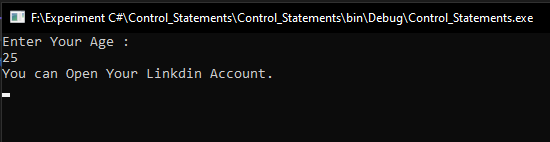 F:\Experiment C#\Control_Statements\Control_Statements\bin\Debug\Control_Statements.exe
Enter Your Age :
25
You can Open Your Linkdin Account.